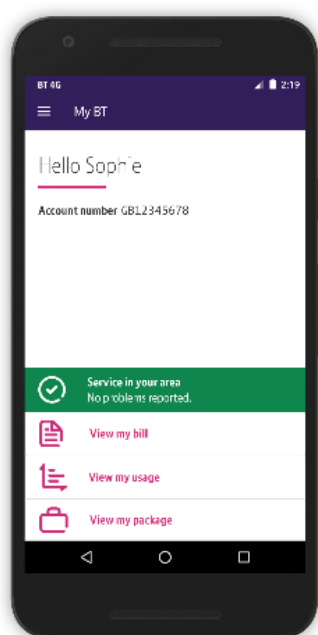 BT 4G 2:19
My BT
Hello Sophie
Account number GB12345678
Service in your area
No problems reported.
View my bill
View my usage
View my package